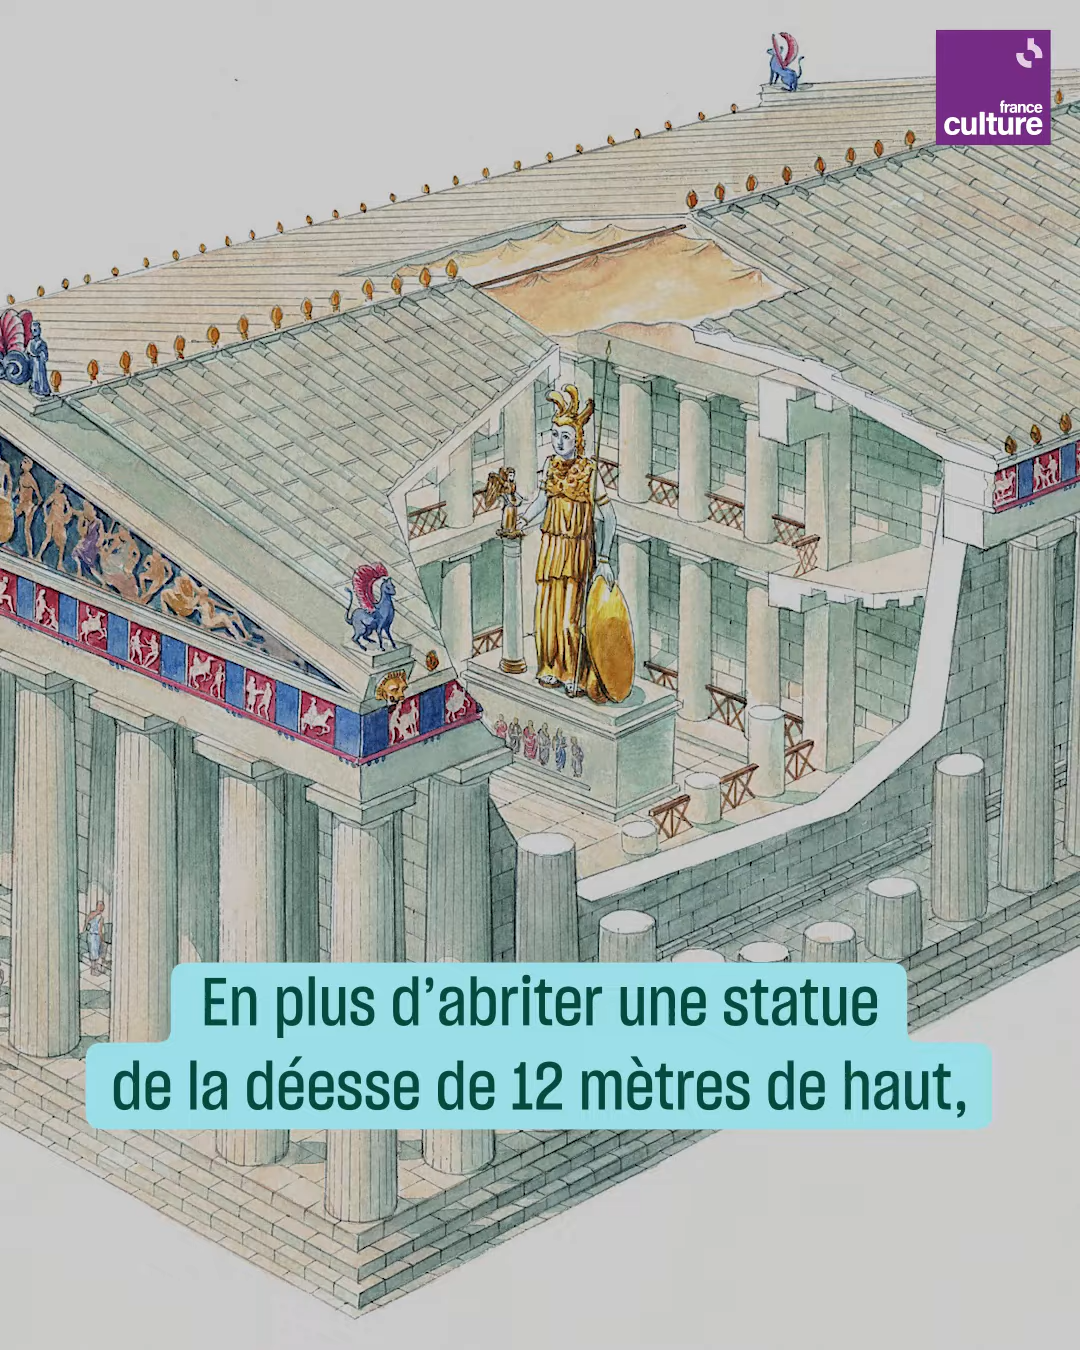 france
culture
En plus d’abriter une statue
de la déesse de 12 mètres de haut,